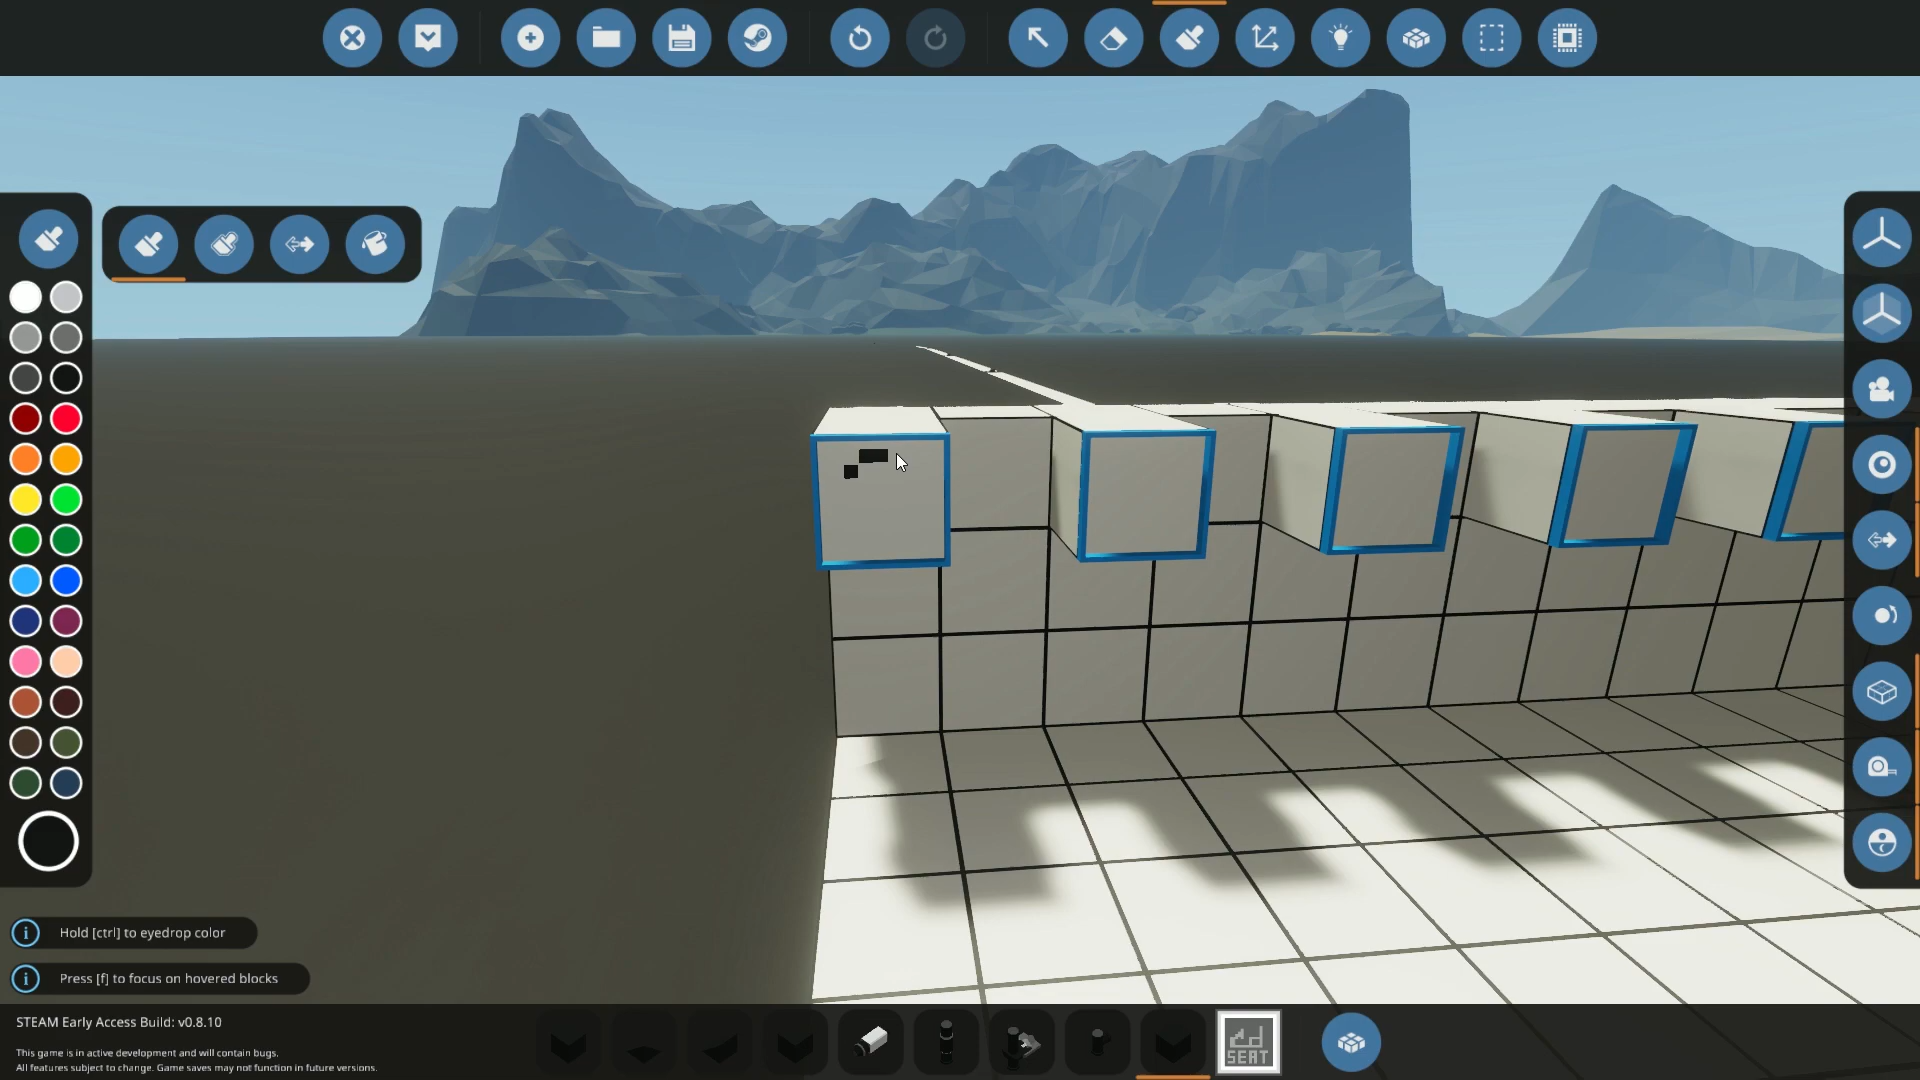 Hold [ctrl] to eyedrop color
Press [f] to focus on hovered blocks
STEAM Early Access Build: v0.8.10
This game is in active development and will contain bugs.
All features subject to change. Game saves may not function in future versions.
SEAT